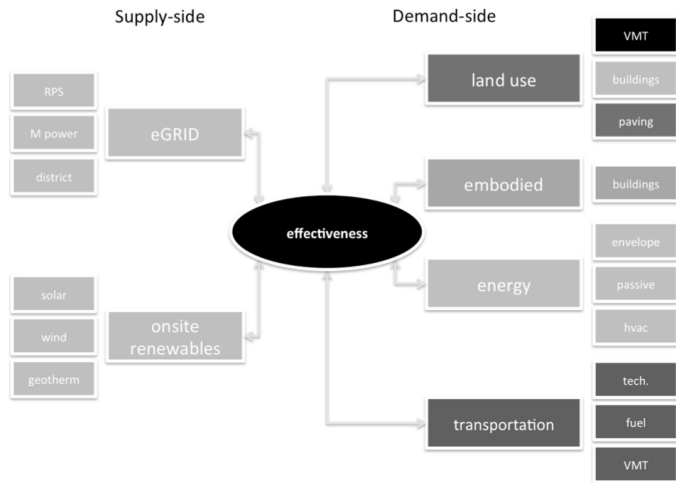 Supply-side
Demand-side
RPS
M power
district
eGRID
solar
wind
geotherm
onsite
renewables
effectiveness
land use
VMT
buildings
paving
embodied
buildings
energy
envelope
passive
hvac
transportation
tech.
fuel
VMT